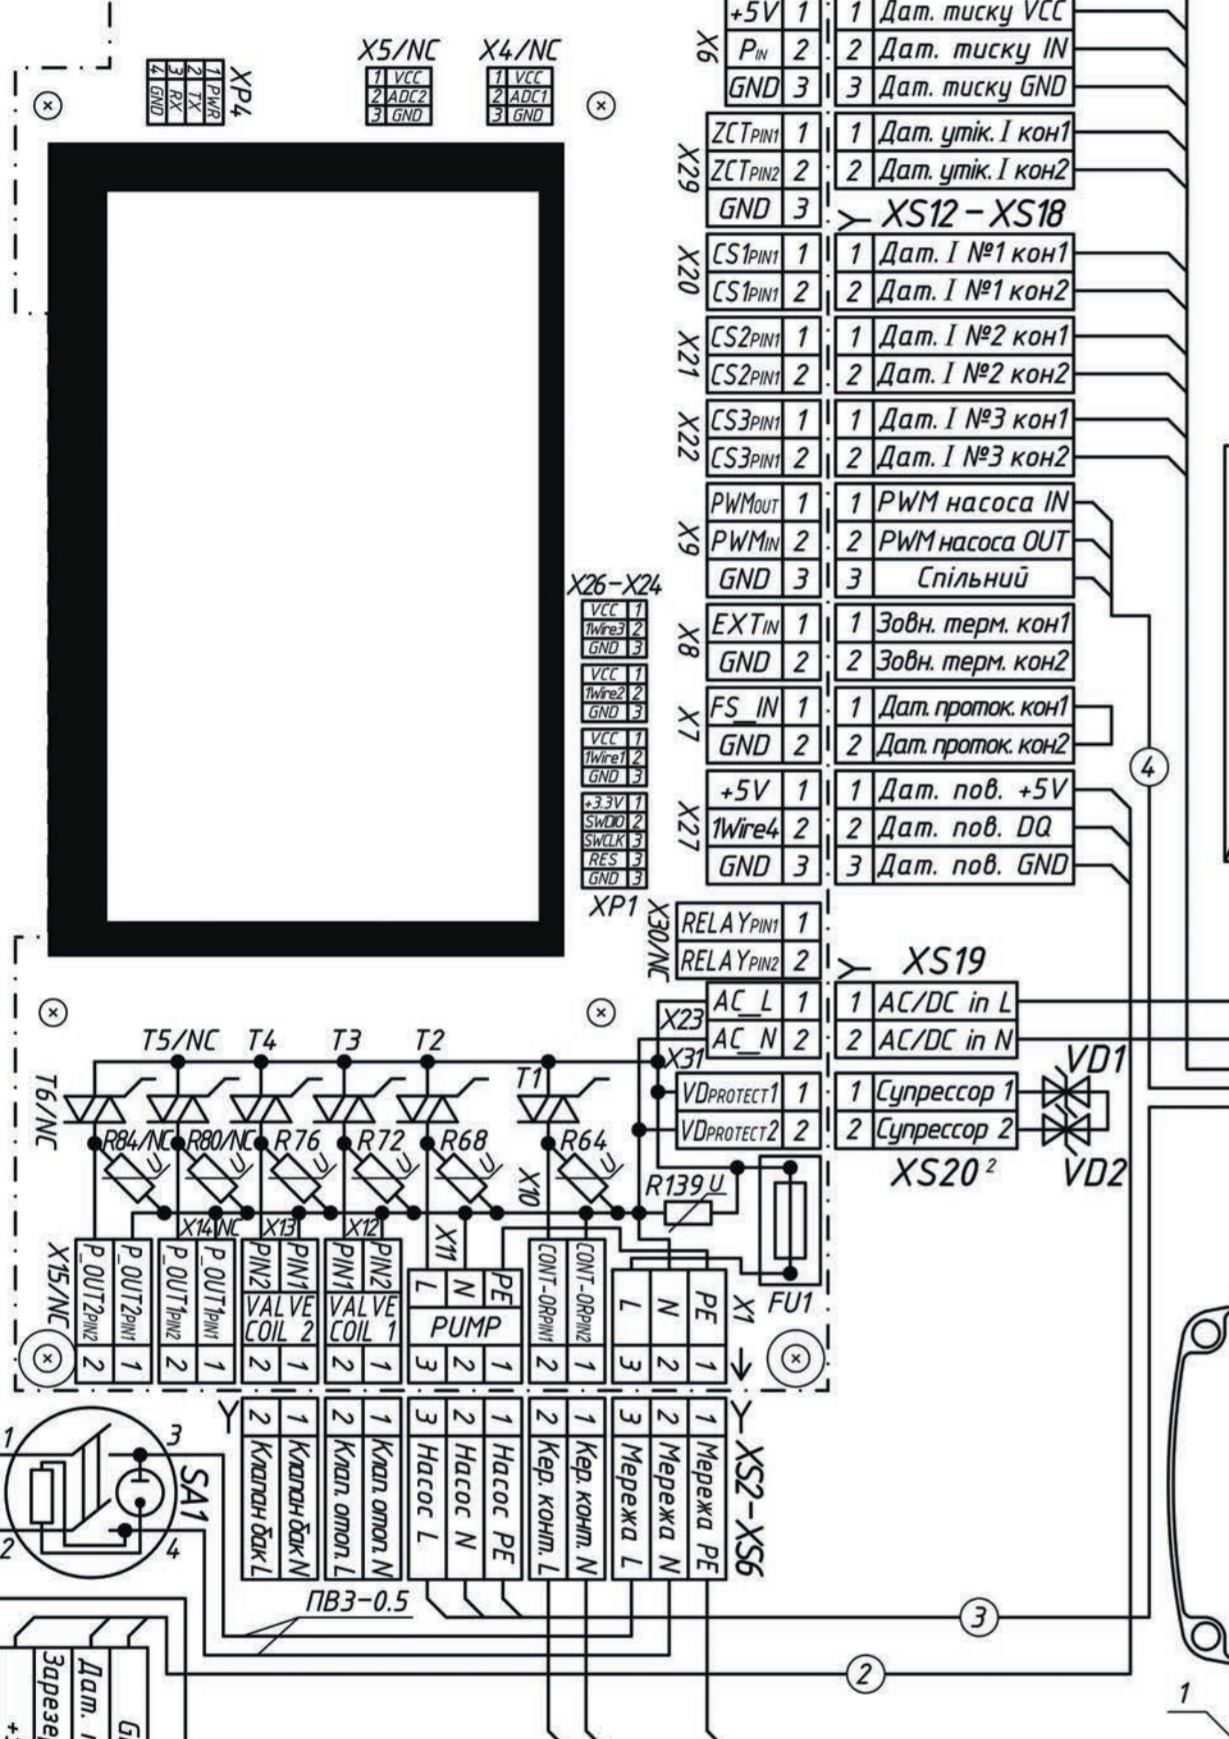 X5/NC
X4/NC
XP4
1 PWR
2 TX
3 RX
4 GND
1 VCC
2 ADC2
3 GND
1 VCC
2 ADC1
3 GND
X6
+5V 1 1 Дат. тиску VCC
PIN 2 2 Дат. тиску IN
GND 3 3 Дат. тиску GND
X29
ZCTPIN1 1 1 Дат. утік. I кон1
ZCTPIN2 2 2 Дат. утік. I кон2
GND 3
XS12-XS18
X20
CS1PIN1 1 1 Дат. I №1 кон1
CS1PIN1 2 2 Дат. I №1 кон2
X21
CS2PIN1 1 1 Дат. I №2 кон1
CS2PIN1 2 2 Дат. I №2 кон2
X22
CS3PIN1 1 1 Дат. I №3 кон1
CS3PIN1 2 2 Дат. I №3 кон2
X9
PWMOUT 1 1 PWM насоса IN
PWMIN 2 2 PWM насоса OUT
GND 3 3 Спільний
X26-X24
VCC 1
1Wire3 2
GND 3
VCC 1
1Wire2 2
GND 3
VCC 1
1Wire1 2
GND 3
+3.3V 1
SWDIO 2
SWCLK 3
RES 3
GND 3
XP1
X8
EXTIN 1 1 Зовн. терм. кон1
GND 2 2 Зовн. терм. кон2
X7
FS_IN 1 1 Дат. проток. кон1
GND 2 2 Дат. проток. кон2
4
X27
+5V 1 1 Дат. пов. +5V
1Wire4 2 2 Дат. пов. DQ
GND 3 3 Дат. пов. GND
X30/NC
RELAYPIN1 1
RELAYPIN2 2
XS19
X23
AC_L 1 1 AC/DC in L
AC_N 2 2 AC/DC in N
X31
VDPROTECT1 1 1 Супрессор 1
VDPROTECT2 2 2 Супрессор 2
VD1
VD2
XS20 2
T6/NC
T5/NC
T4
T3
T2
T1
R84/NC
R80/NC
R76
R72
R68
R64
U
U
U
U
U
U
R139 U
FU1
X15/NC
X14/NC
X13
X12
X11
X10
X1
P_OUT2PIN2 2
P_OUT2PIN1 1
P_OUT1PIN2 2
P_OUT1PIN1 1
PIN2
PIN1
VALVE
COIL 2
2 1
PIN1
PIN2
VALVE
COIL 1
2 1
L
N
PE
PUMP
3 2 1
CONT-ORPIN1 2
CONT-ORPIN2 1
L 3
N 2
PE 1
2 Клапан бак L
1 Клапан бак N
2 Клап. отоп. L
1 Клап. отоп. N
3 Насос L
2 Насос N
1 Насос PE
2 Кер. конт. L
1 Кер. конт. N
3 Мережа L
2 Мережа N
1 Мережа PE
XS2-XS6
1
2
3
4
SA1
ПВ3-0.5
3
2
1
Зарезе
Дат.